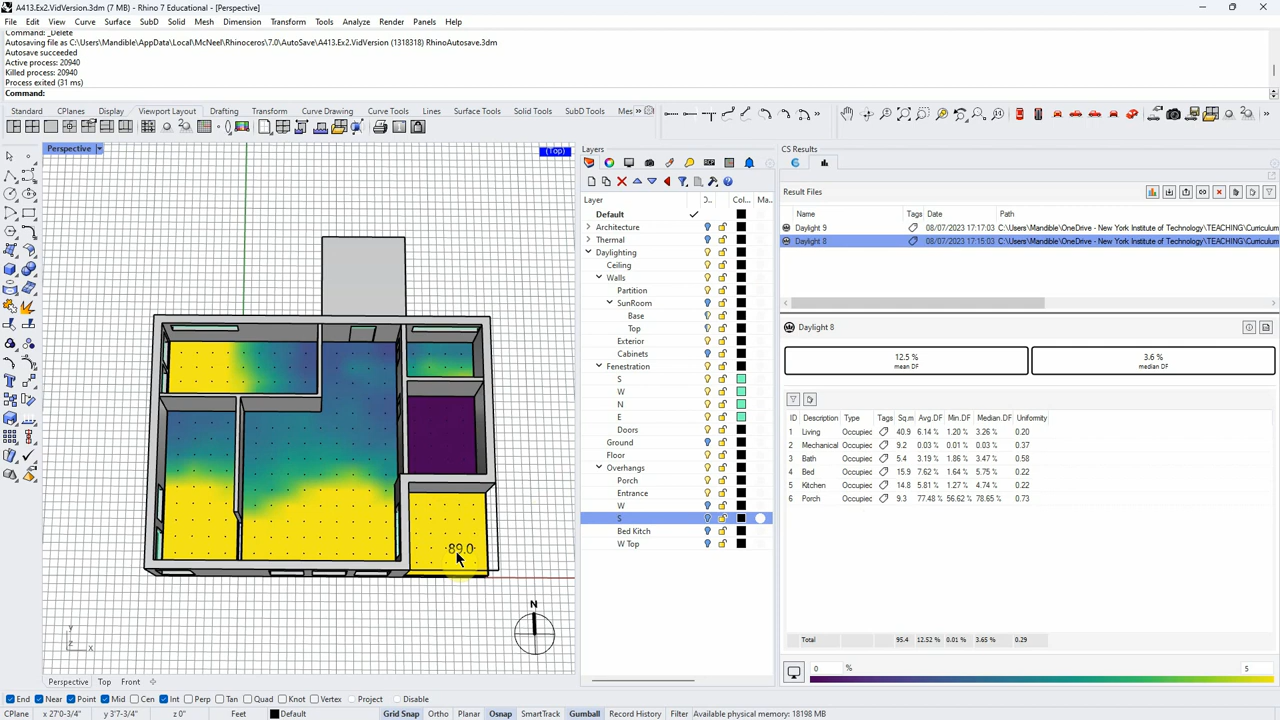 A413.Ex2.VidVersion.3dm (7 MB) - Rhino 7 Educational - [Perspective]
File Edit View Curve Surface SubD Solid Mesh Dimension Transform Tools Analyze Render Panels Help
Command: _Delete
Autosaving file as C:\Users\Mandible\AppData\Local\McNeel\Rhinoceros\7.0\AutoSave\A413.Ex2.VidVersion (1318318) RhinoAutosave.3dm
Autosave succeeded
Active process: 20940
Killed process: 20940
Process exited (31 ms)
Command:
Standard CPlanes Display Viewport Layout Drafting Transform Curve Drawing Curve Tools Lines Surface Tools Solid Tools SubD Tools Mes »
Perspective
(Top)
Layers
CS Results
Result Files
Layer Col... Ma...
Name Tags Date Path
Default
Architecture
Daylight 9 08/07/2023 17:17:03 C:\Users\Mandible\OneDrive - New York Institute of Technology\TEACHING\Curriculum
Thermal
Daylight 8 08/07/2023 17:15:03 C:\Users\Mandible\OneDrive - New York Institute of Technology\TEACHING\Curriculum
Daylighting
Ceiling
Walls
Partition
SunRoom
Base
Top
Exterior
Cabinets
Fenestration
S
W
N
E
Doors
Ground
Floor
Overhangs
Porch
Entrance
W
S
Bed Kitch
W Top
Daylight 8
12.5 % mean DF
3.6 % median DF
ID Description Type Tags Sq.m Avg.DF Min.DF Median.DF Uniformity
1 Living Occupied 40.9 6.14 % 1.20 % 3.26 % 0.20
2 Mechanical Occupied 9.2 0.03 % 0.01 % 0.03 % 0.37
3 Bath Occupied 5.4 3.19 % 1.86 % 3.47 % 0.58
4 Bed Occupied 15.9 7.62 % 1.64 % 5.75 % 0.22
5 Kitchen Occupied 14.8 5.81 % 1.27 % 4.74 % 0.22
6 Porch Occupied 9.3 77.48 % 56.62 % 78.65 % 0.73
89.0
N
y
z x
Total 95.4 12.52 % 0.01 % 3.65 % 0.29
0 % 5
Perspective Top Front
End Near Point Mid Cen Int Perp Tan Quad Knot Vertex Project Disable
CPlane x 27'0-3/4" y 3'7-3/4" z 0" Feet Default Grid Snap Ortho Planar Osnap SmartTrack Gumball Record History Filter Available physical memory: 18198 MB